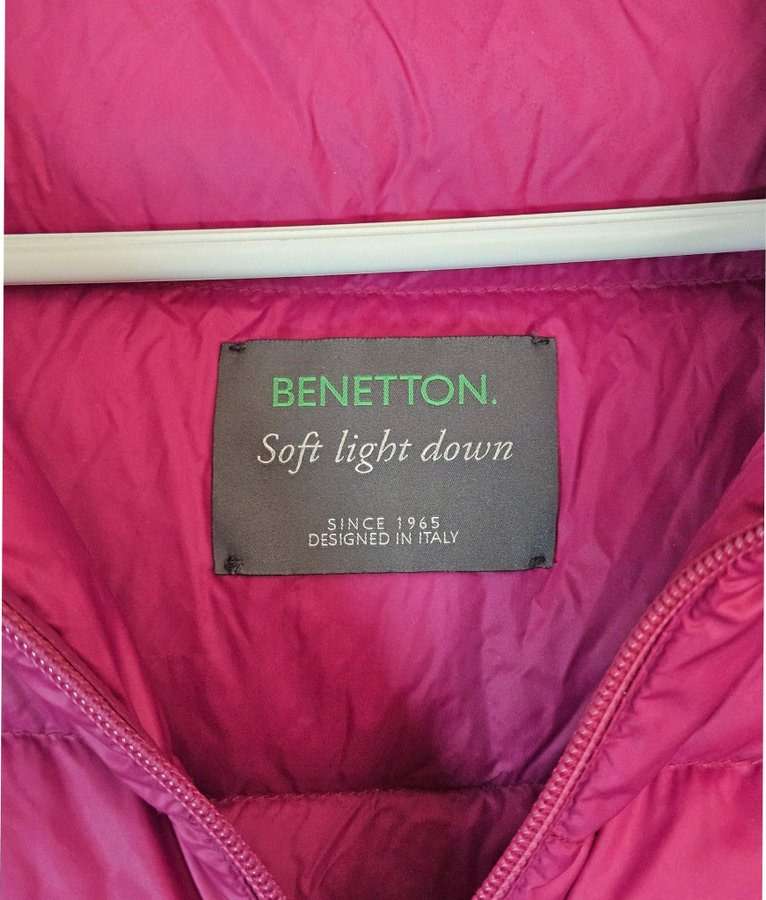 BENETTON.
Soft light down
SINCE 1965
DESIGNED IN ITALY